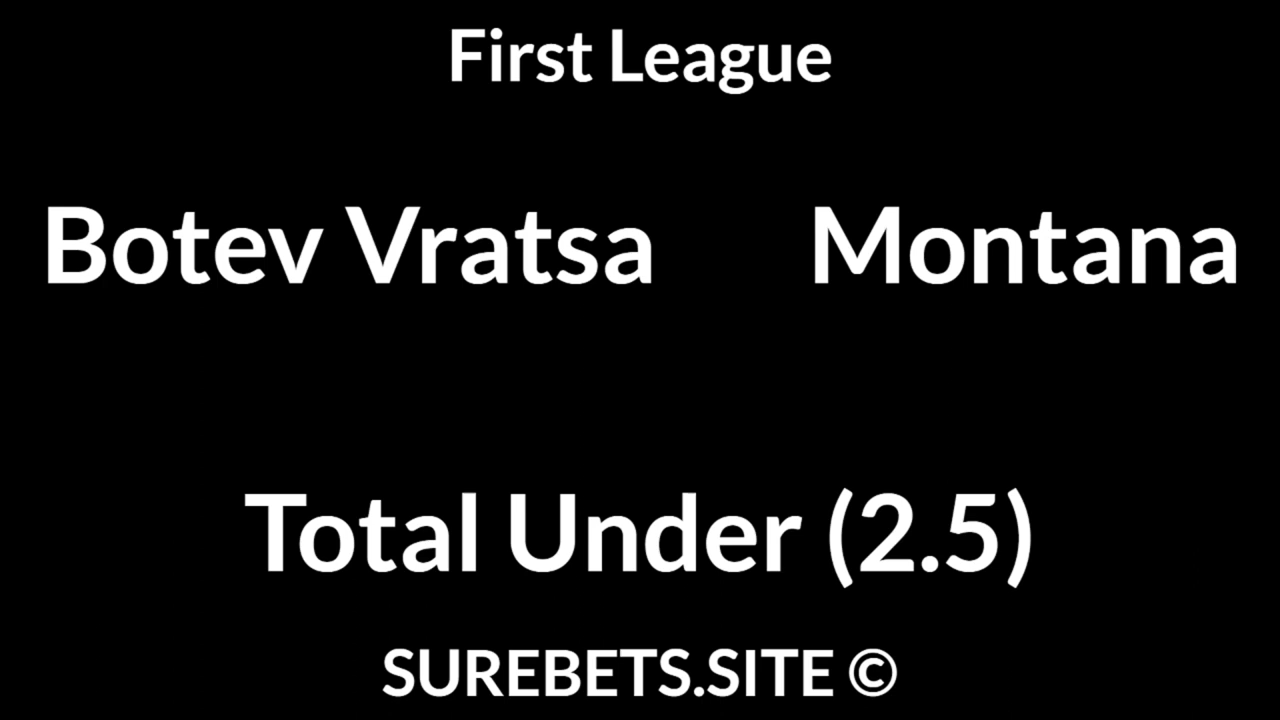 First League
Botev Vratsa Montana
Total Under (2.5)
SUREBETS.SITE ©